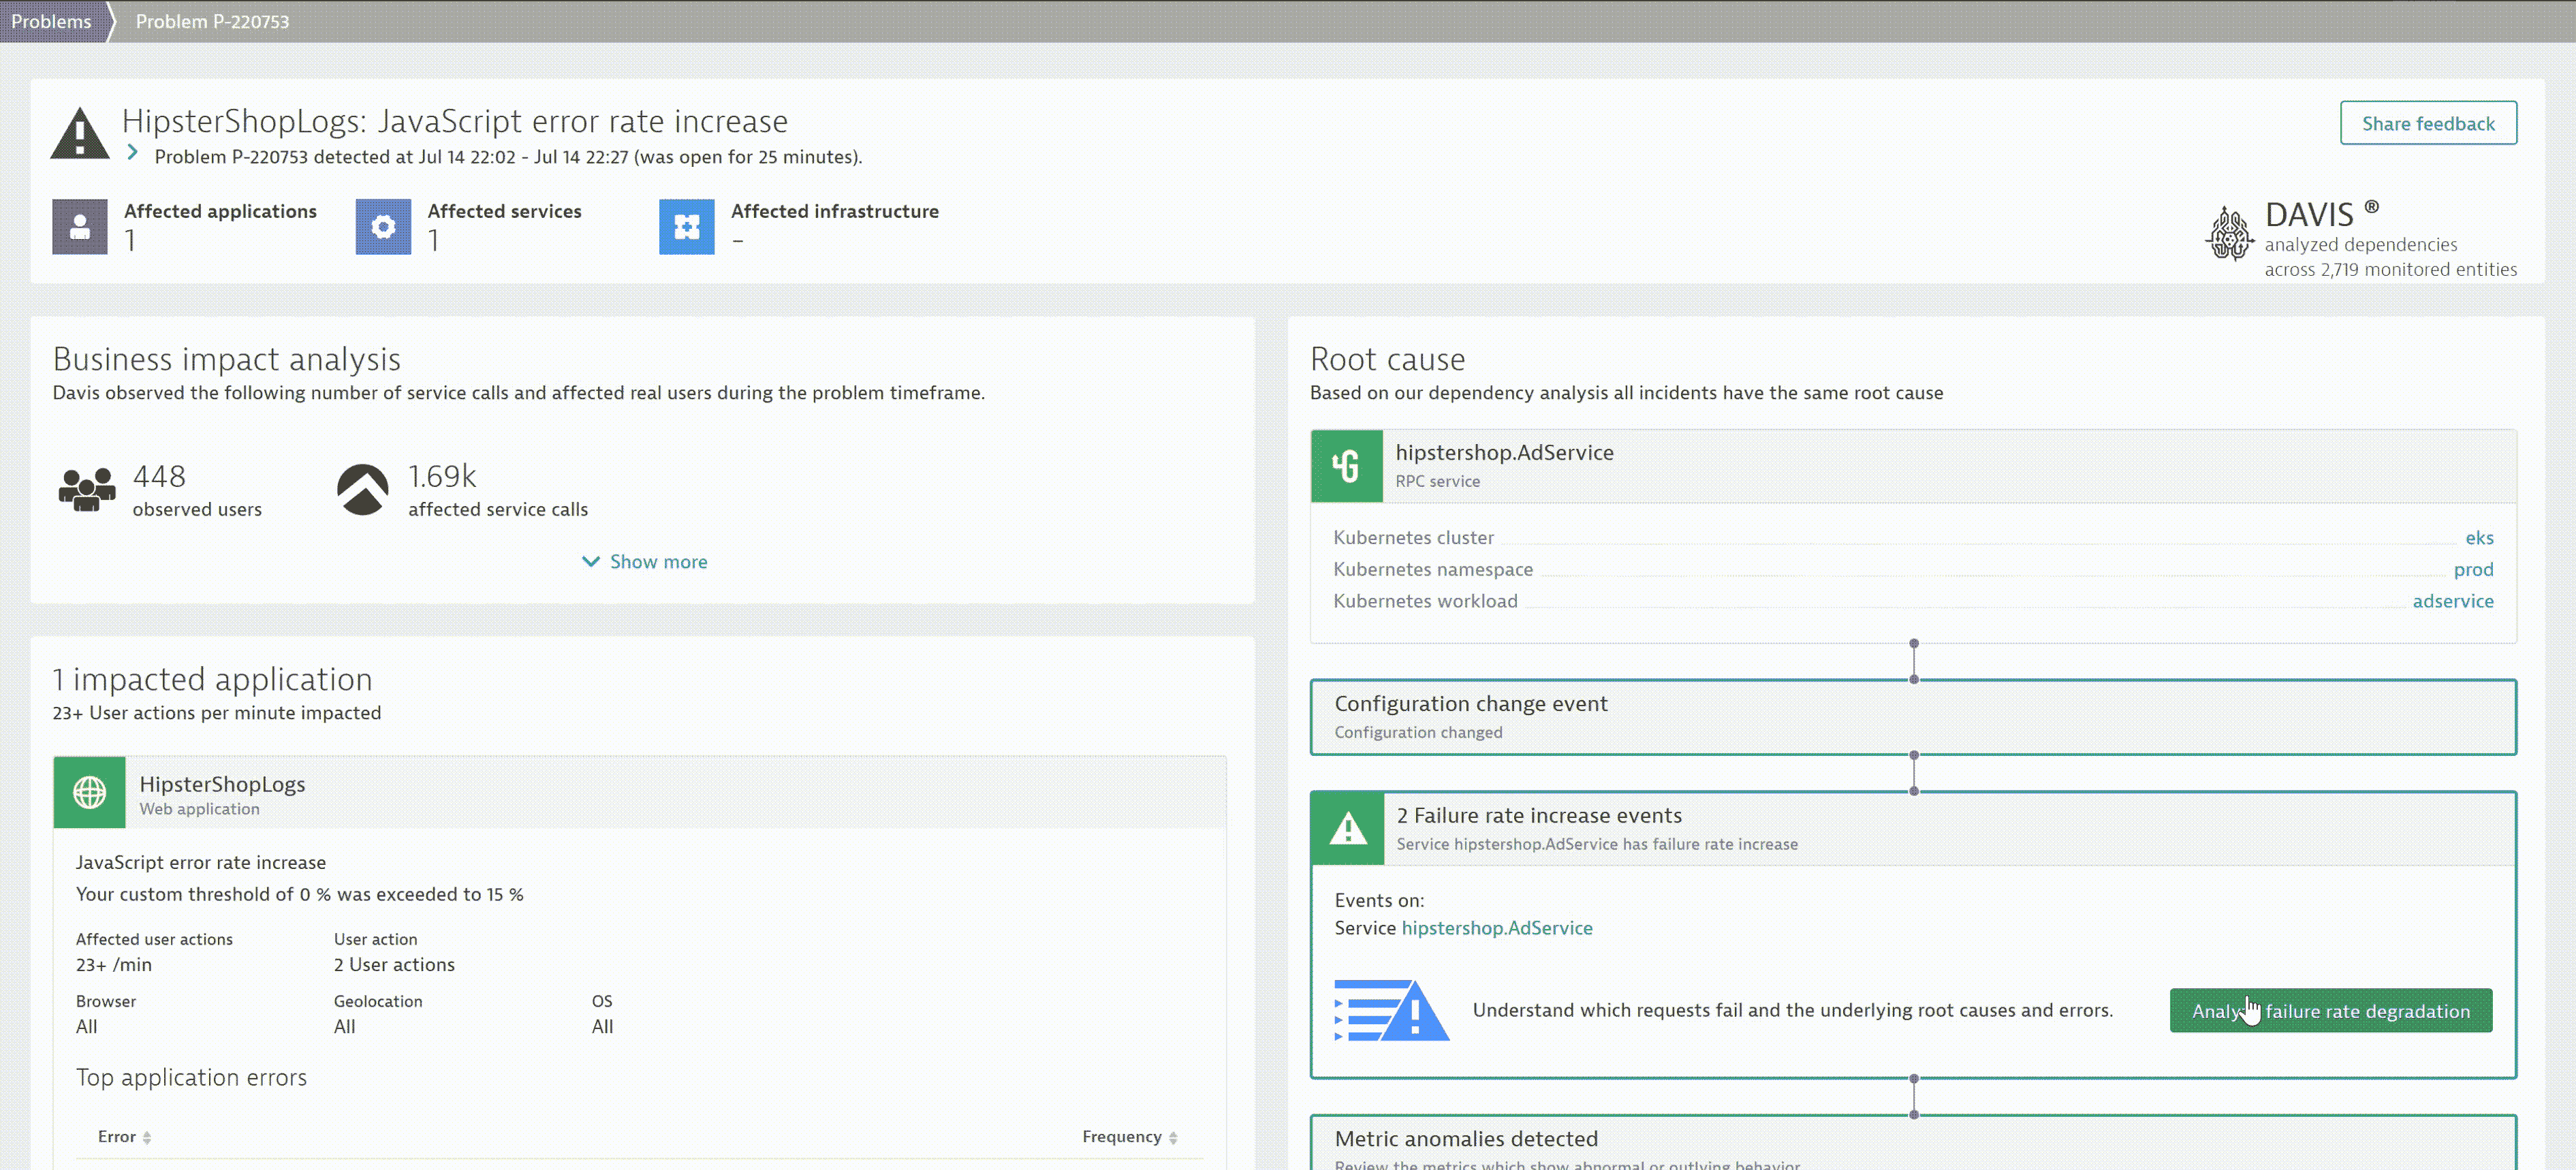 Problems
Problem P-220753
HipsterShopLogs: JavaScript error rate increase
Problem P-220753 detected at Jul 14 22:02 - Jul 14 22:27 (was open for 25 minutes).
Share feedback
Affected applications
1
Affected services
1
Affected infrastructure
–
DAVIS ®
analyzed dependencies
across 2,719 monitored entities
Business impact analysis
Davis observed the following number of service calls and affected real users during the problem timeframe.
448
observed users
1.69k
affected service calls
Show more
1 impacted application
23+ User actions per minute impacted
HipsterShopLogs
Web application
JavaScript error rate increase
Your custom threshold of 0 % was exceeded to 15 %
Affected user actions
23+ /min
User action
2 User actions
Browser
All
Geolocation
All
OS
All
Top application errors
Error
Frequency
Root cause
Based on our dependency analysis all incidents have the same root cause
hipstershop.AdService
RPC service
Kubernetes cluster eks
Kubernetes namespace prod
Kubernetes workload adservice
Configuration change event
Configuration changed
2 Failure rate increase events
Service hipstershop.AdService has failure rate increase
Events on:
Service hipstershop.AdService
Understand which requests fail and the underlying root causes and errors.
failure rate degradation
Metric anomalies detected
Review the metrics which show abnormal or outlying behavior